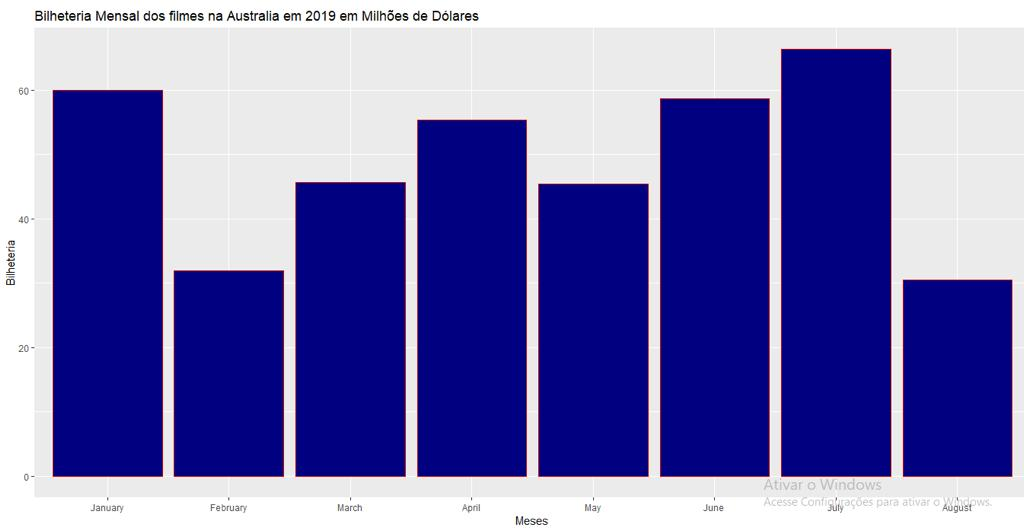 Bilheteria Mensal dos filmes na Australia em 2019 em Milhões de Dólares
Bilheteria
60
40
20
0
January February March April May June July August
Meses
Ativar o Windows
Acesse Configurações para ativar o Windows.